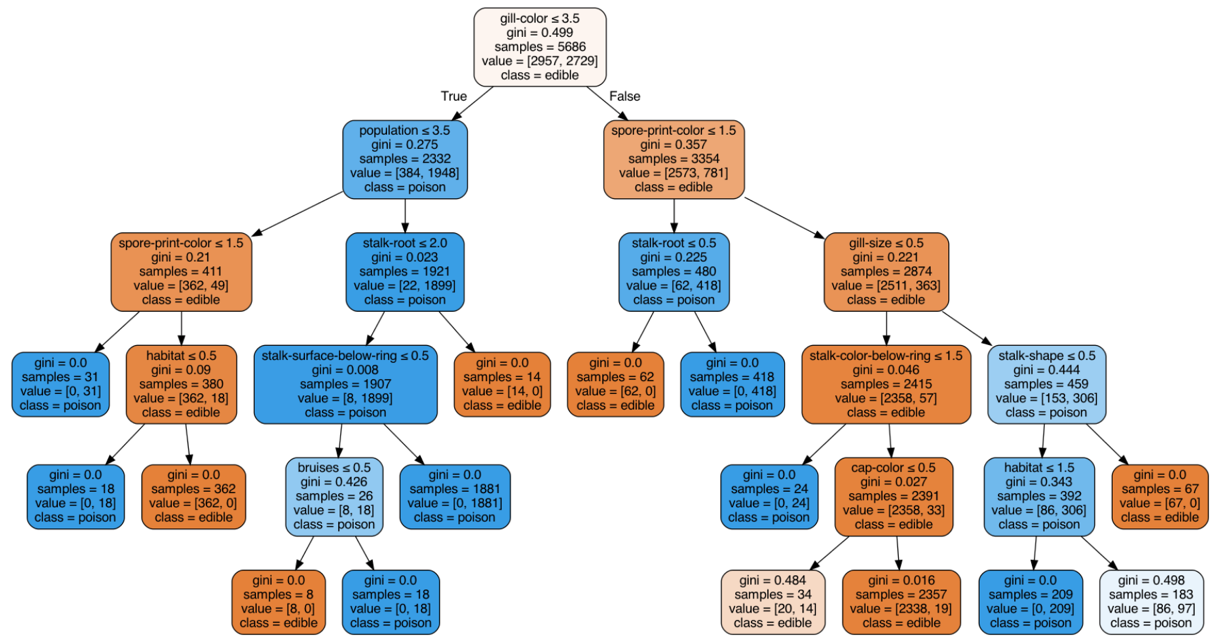 gill-color ≤ 3.5
gini = 0.499
samples = 5686
value = [2957, 2729]
class = edible
True
False
population ≤ 3.5
gini = 0.275
samples = 2332
value = [384, 1948]
class = poison
spore-print-color ≤ 1.5
gini = 0.357
samples = 3354
value = [2573, 781]
class = edible
spore-print-color ≤ 1.5
gini = 0.21
samples = 411
value = [362, 49]
class = edible
stalk-root ≤ 2.0
gini = 0.023
samples = 1921
value = [22, 1899]
class = poison
stalk-root ≤ 0.5
gini = 0.225
samples = 480
value = [62, 418]
class = poison
gill-size ≤ 0.5
gini = 0.221
samples = 2874
value = [2511, 363]
class = edible
gini = 0.0
samples = 31
value = [0, 31]
class = poison
habitat ≤ 0.5
gini = 0.09
samples = 380
value = [362, 18]
class = edible
stalk-surface-below-ring ≤ 0.5
gini = 0.008
samples = 1907
value = [8, 1899]
class = poison
gini = 0.0
samples = 14
value = [14, 0]
class = edible
gini = 0.0
samples = 62
value = [62, 0]
class = edible
gini = 0.0
samples = 418
value = [0, 418]
class = poison
stalk-color-below-ring ≤ 1.5
gini = 0.046
samples = 2415
value = [2358, 57]
class = edible
stalk-shape ≤ 0.5
gini = 0.444
samples = 459
value = [153, 306]
class = poison
gini = 0.0
samples = 18
value = [0, 18]
class = poison
gini = 0.0
samples = 362
value = [362, 0]
class = edible
bruises ≤ 0.5
gini = 0.426
samples = 26
value = [8, 18]
class = poison
gini = 0.0
samples = 1881
value = [0, 1881]
class = poison
gini = 0.0
samples = 24
value = [0, 24]
class = poison
cap-color ≤ 0.5
gini = 0.027
samples = 2391
value = [2358, 33]
class = edible
habitat ≤ 1.5
gini = 0.343
samples = 392
value = [86, 306]
class = poison
gini = 0.0
samples = 67
value = [67, 0]
class = edible
gini = 0.0
samples = 8
value = [8, 0]
class = edible
gini = 0.0
samples = 18
value = [0, 18]
class = poison
gini = 0.484
samples = 34
value = [20, 14]
class = edible
gini = 0.016
samples = 2357
value = [2338, 19]
class = edible
gini = 0.0
samples = 209
value = [0, 209]
class = poison
gini = 0.498
samples = 183
value = [86, 97]
class = poison